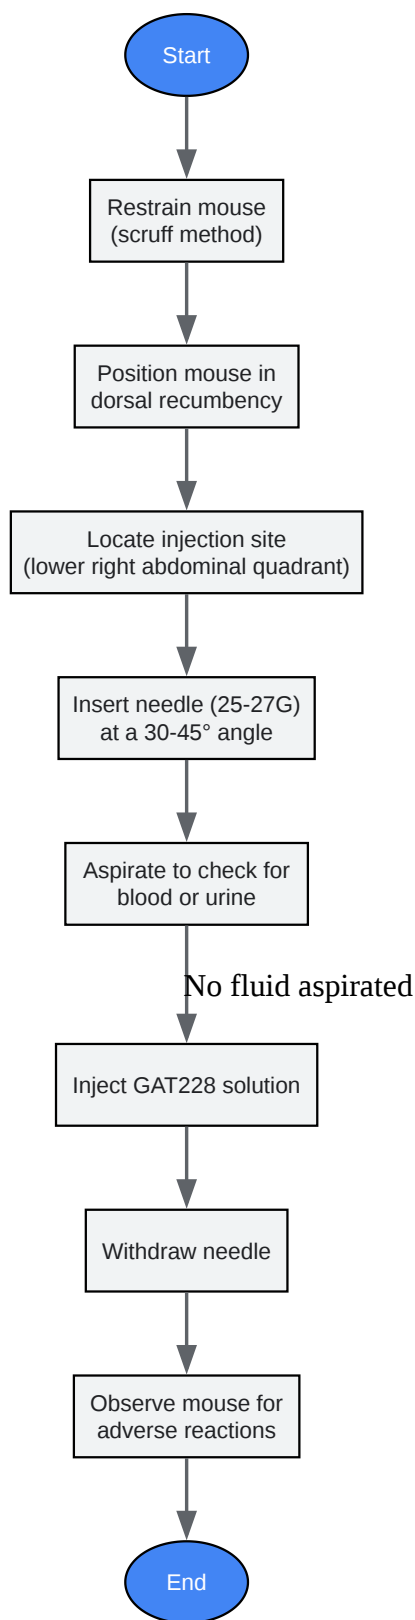 Start
Restrain mouse
(scruff method)
Position mouse in
dorsal recumbency
Locate injection site
(lower right abdominal quadrant)
Insert needle (25-27G)
at a 30-45° angle
Aspirate to check for
blood or urine
No fluid aspirated
Inject GAT228 solution
Withdraw needle
Observe mouse for
adverse reactions
End